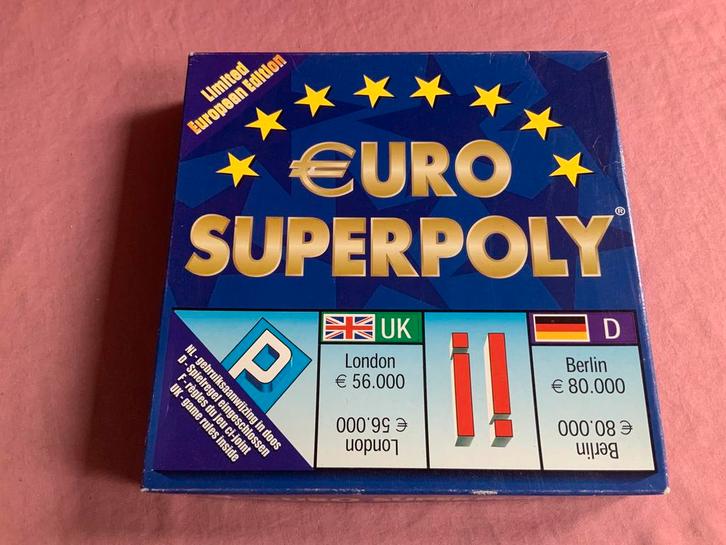 Limited
European Edition
€URO
SUPERPOLY®
P
NL - gebruiksaanwijzing in doos
D - Spielregel eingeschlossen
F - règles du jeu ci-joint
UK - game rules inside
UK
London
€ 56.000
€ 56.000
London
¡!
D
Berlin
€ 80.000
€ 80.000
Berlin